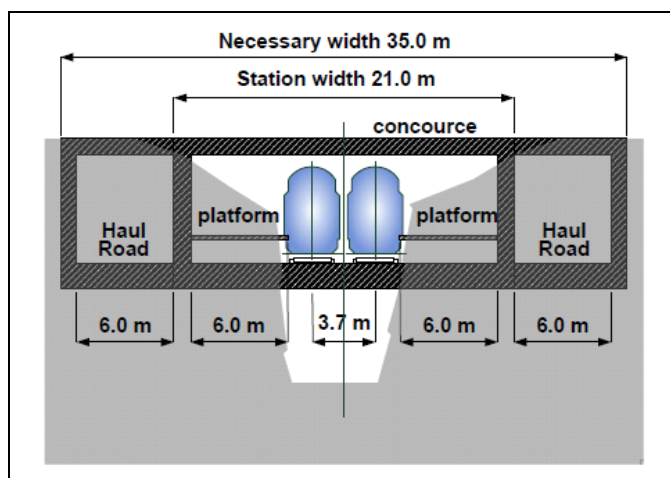 Necessary width 35.0 m
Station width 21.0 m
concourse
Haul
Road
platform
platform
Haul
Road
6.0 m
6.0 m
3.7 m
6.0 m
6.0 m